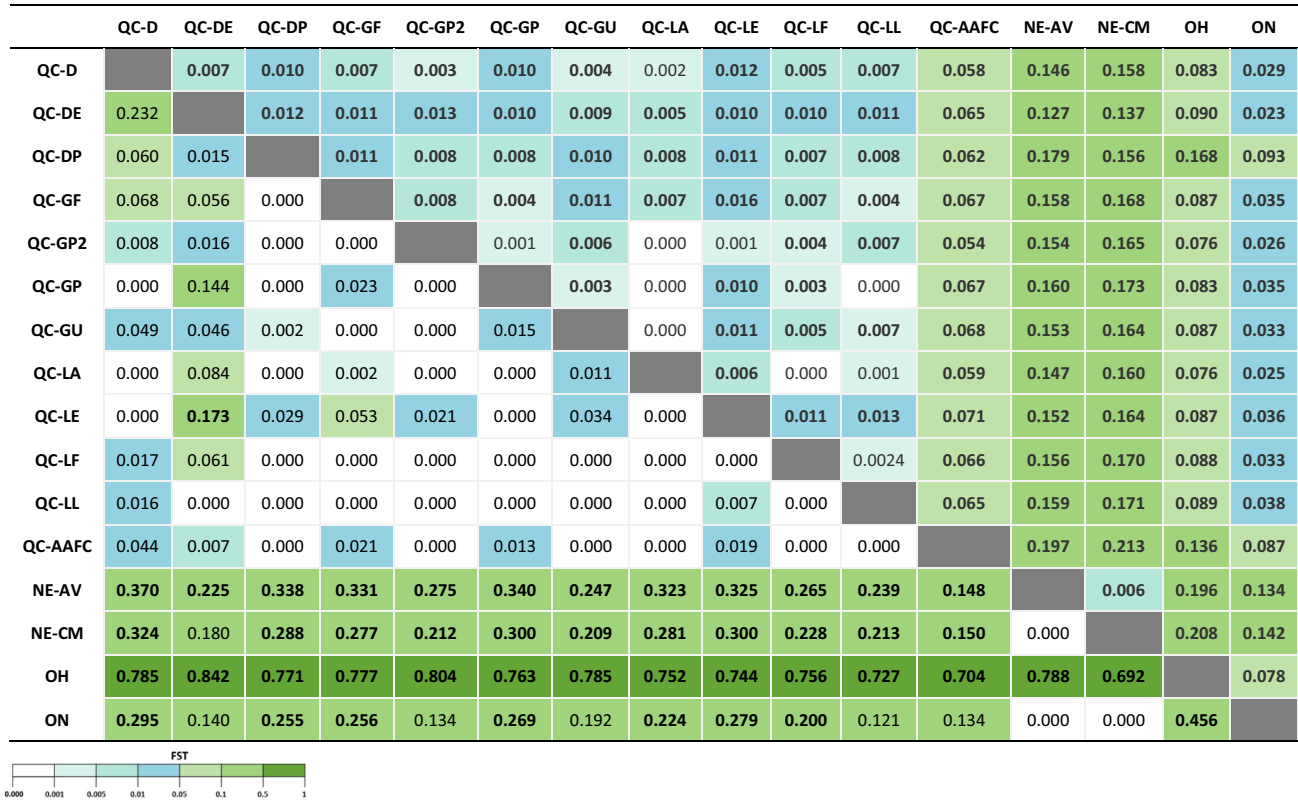 QC-D QC-DE QC-DP QC-GF QC-GP2 QC-GP QC-GU QC-LA QC-LE QC-LF QC-LL QC-AAFC NE-AV NE-CM OH ON
QC-D 0.007 0.010 0.007 0.003 0.010 0.004 0.002 0.012 0.005 0.007 0.058 0.146 0.158 0.083 0.029
QC-DE 0.232 0.012 0.011 0.013 0.010 0.009 0.005 0.010 0.010 0.011 0.065 0.127 0.137 0.090 0.023
QC-DP 0.060 0.015 0.011 0.008 0.008 0.010 0.008 0.011 0.007 0.008 0.062 0.179 0.156 0.168 0.093
QC-GF 0.068 0.056 0.000 0.008 0.004 0.011 0.007 0.016 0.007 0.004 0.067 0.158 0.168 0.087 0.035
QC-GP2 0.008 0.016 0.000 0.000 0.001 0.006 0.000 0.001 0.004 0.007 0.054 0.154 0.165 0.076 0.026
QC-GP 0.000 0.144 0.000 0.023 0.000 0.003 0.000 0.010 0.003 0.000 0.067 0.160 0.173 0.083 0.035
QC-GU 0.049 0.046 0.002 0.000 0.000 0.015 0.000 0.011 0.005 0.007 0.068 0.153 0.164 0.087 0.033
QC-LA 0.000 0.084 0.000 0.002 0.000 0.000 0.011 0.006 0.000 0.001 0.059 0.147 0.160 0.076 0.025
QC-LE 0.000 0.173 0.029 0.053 0.021 0.000 0.034 0.000 0.011 0.013 0.071 0.152 0.164 0.087 0.036
QC-LF 0.017 0.061 0.000 0.000 0.000 0.000 0.000 0.000 0.000 0.0024 0.066 0.156 0.170 0.088 0.033
QC-LL 0.016 0.000 0.000 0.000 0.000 0.000 0.000 0.000 0.007 0.000 0.065 0.159 0.171 0.089 0.038
QC-AAFC 0.044 0.007 0.000 0.021 0.000 0.013 0.000 0.000 0.019 0.000 0.000 0.197 0.213 0.136 0.087
NE-AV 0.370 0.225 0.338 0.331 0.275 0.340 0.247 0.323 0.325 0.265 0.239 0.148 0.006 0.196 0.134
NE-CM 0.324 0.180 0.288 0.277 0.212 0.300 0.209 0.281 0.300 0.228 0.213 0.150 0.000 0.208 0.142
OH 0.785 0.842 0.771 0.777 0.804 0.763 0.785 0.752 0.744 0.756 0.727 0.704 0.788 0.692 0.078
ON 0.295 0.140 0.255 0.256 0.134 0.269 0.192 0.224 0.279 0.200 0.121 0.134 0.000 0.000 0.456
FST
0.000 0.001 0.005 0.01 0.05 0.1 0.5 1